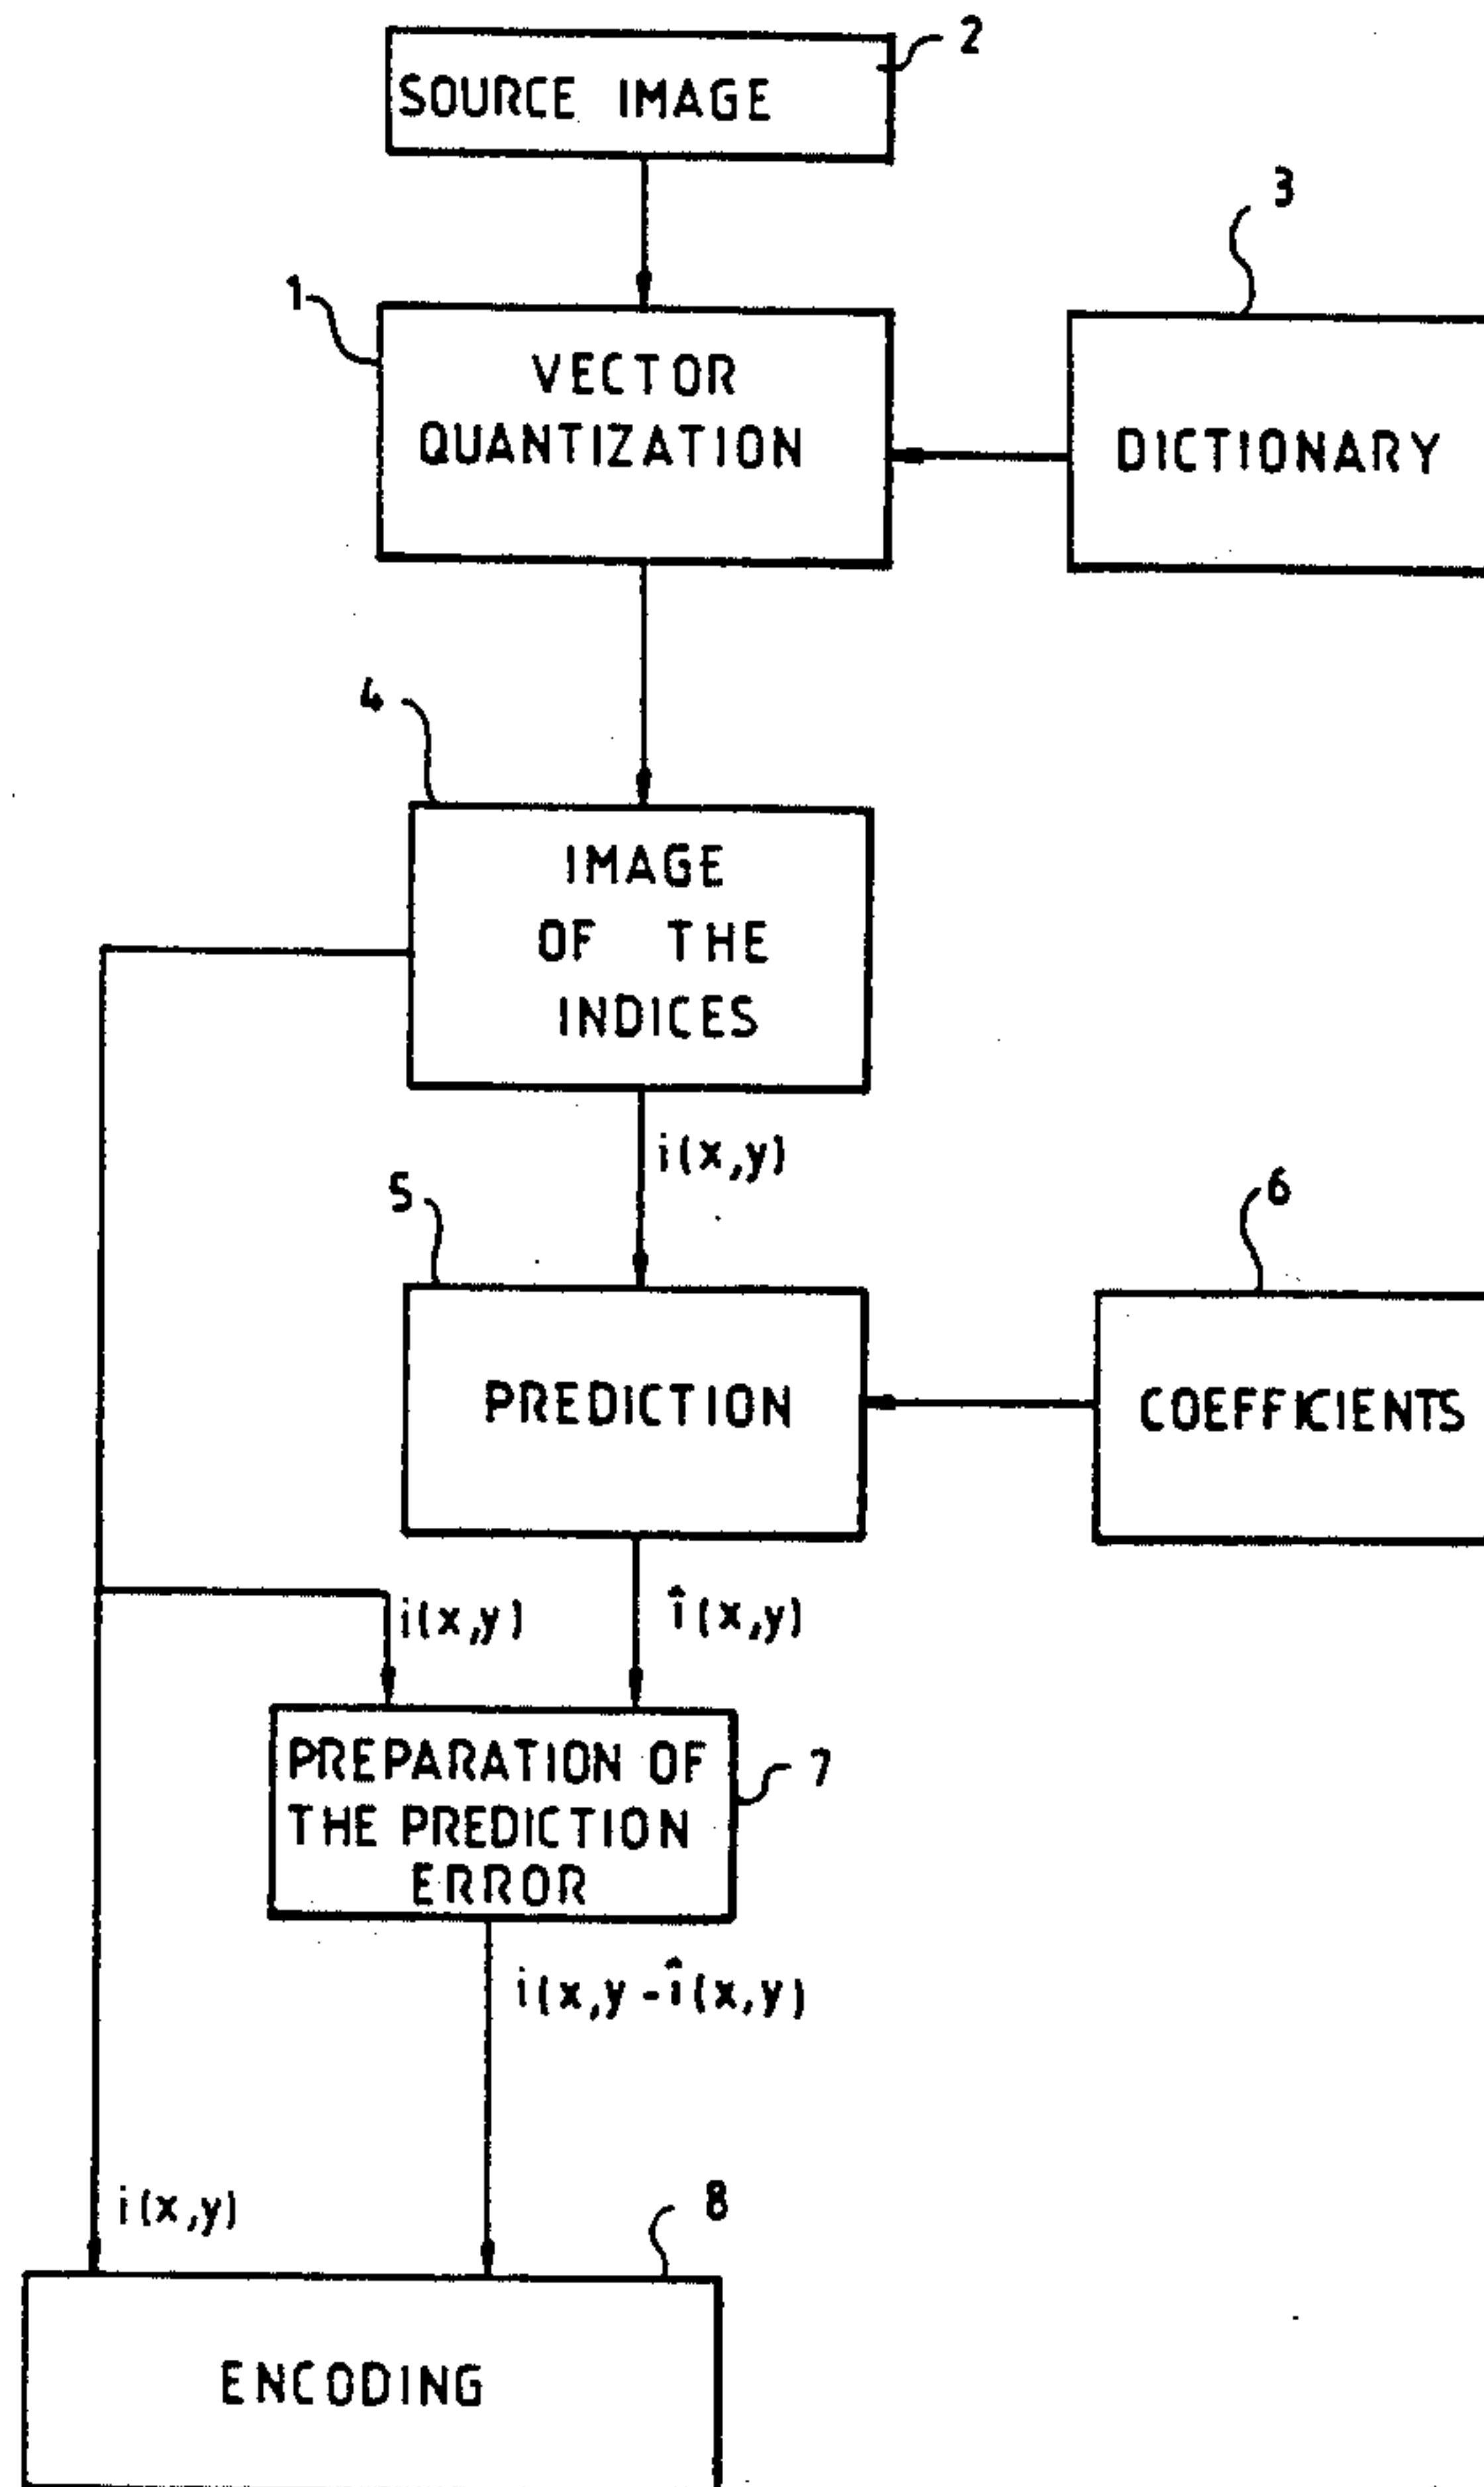 2
SOURCE IMAGE
3
1
VECTOR
QUANTIZATION
DICTIONARY
4
IMAGE
OF THE
INDICES
i(x,y)
5
6
PREDICTION
COEFFICIENTS
i(x,y)
î(x,y)
PREPARATION OF
THE PREDICTION
ERROR
7
i(x,y-î(x,y)
i(x,y)
8
ENCODING